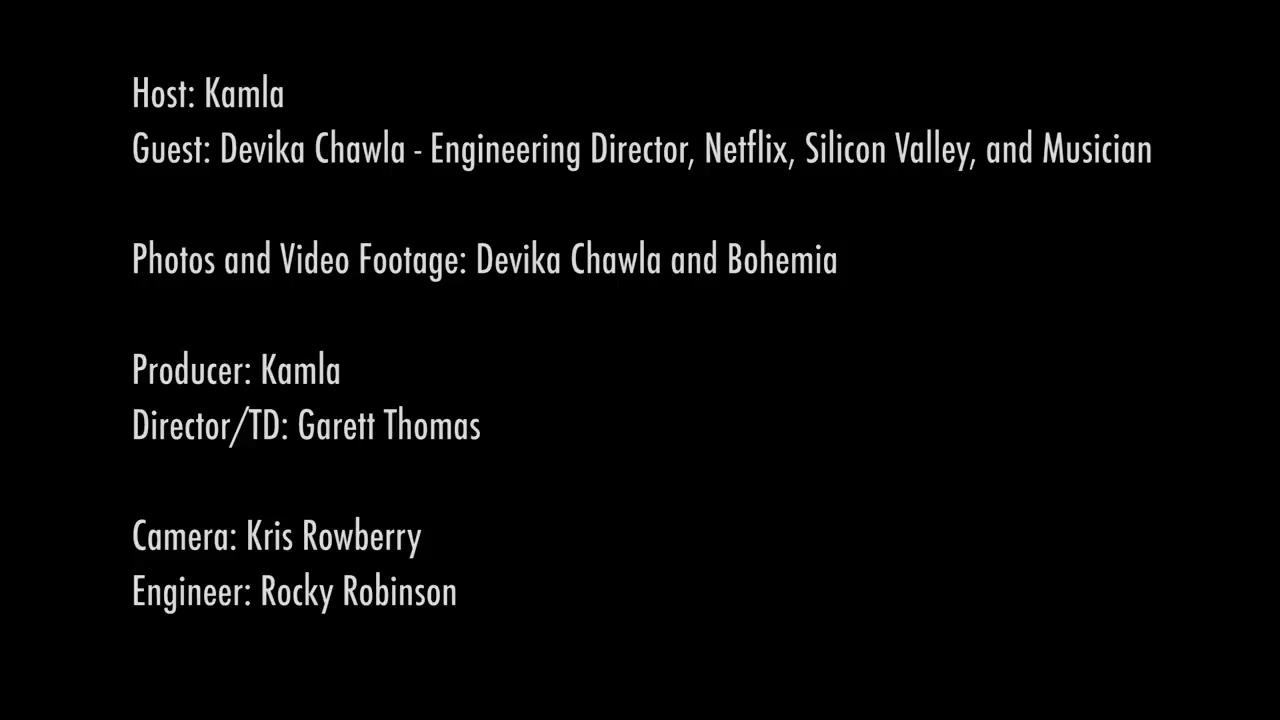 Host: Kamla
Guest: Devika Chawla - Engineering Director, Netflix, Silicon Valley, and Musician
Photos and Video Footage: Devika Chawla and Bohemia
Producer: Kamla
Director/TD: Garett Thomas
Camera: Kris Rowberry
Engineer: Rocky Robinson